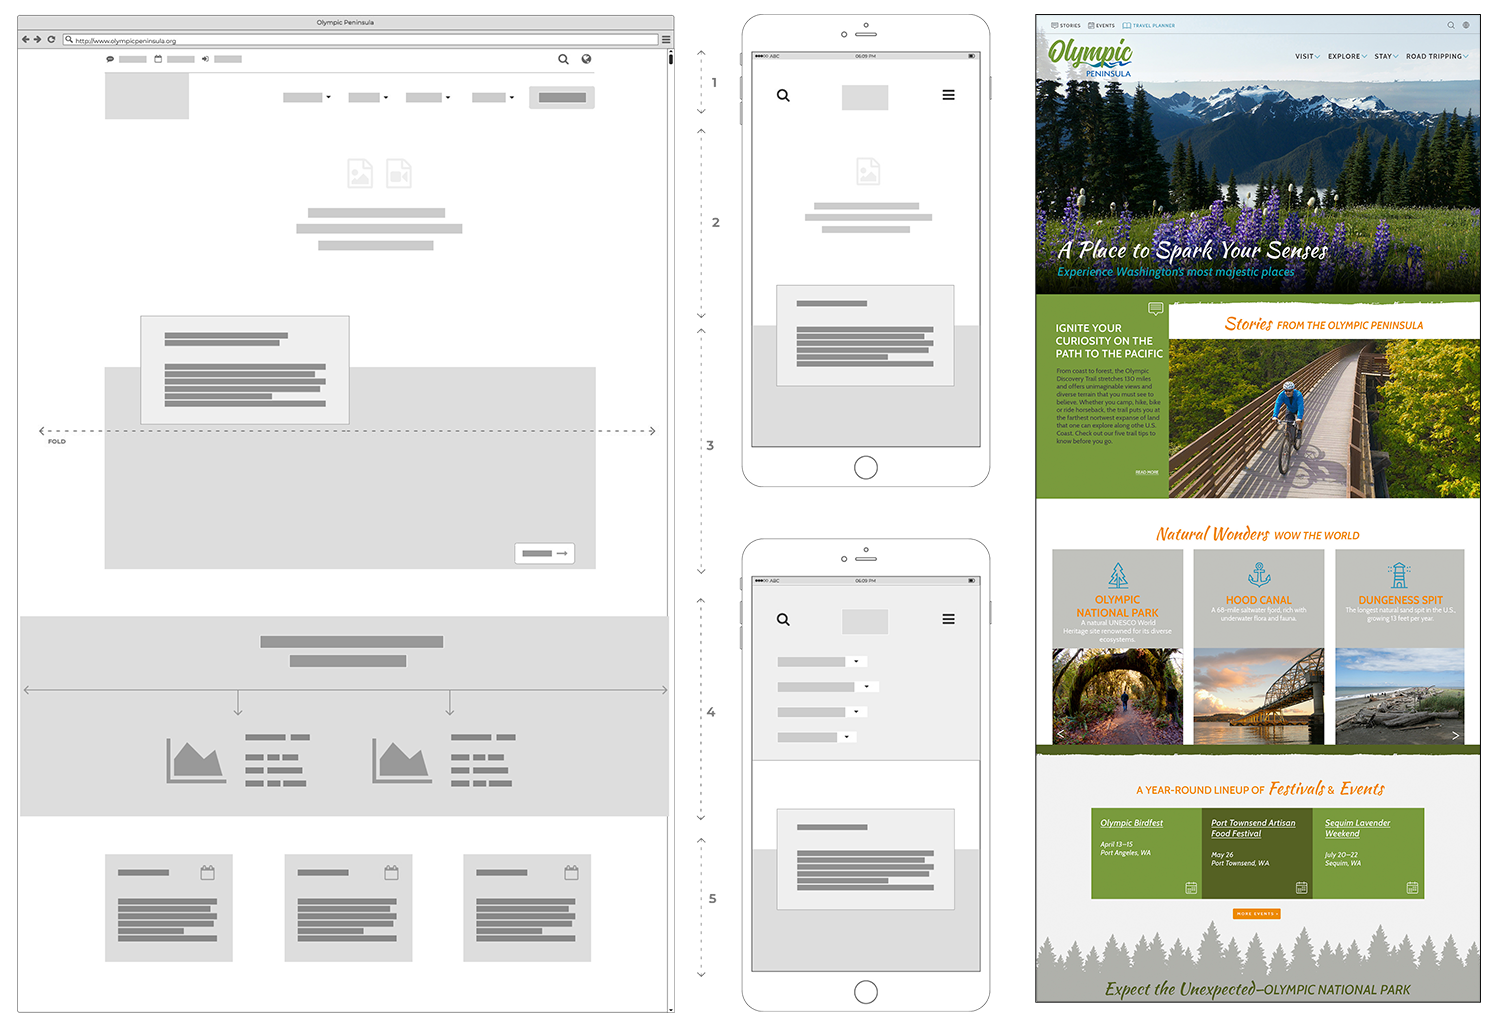 Olympic Peninsula
http://www.olympicpeninsula.org
FOLD
1
2
3
4
5
ABC
06:09 PM
ABC
06:09 PM
STORIES
EVENTS
TRAVEL PLANNER
Olympic
PENINSULA
VISIT
EXPLORE
STAY
ROAD TRIPPING
A Place to Spark Your Senses
Experience Washington's most majestic places
IGNITE YOUR
CURIOSITY ON THE
PATH TO THE PACIFIC
From coast to forest, the Olympic
Discovery Trail stretches 130 miles
and offers unimaginable views and
diverse terrain that you must see to
believe. Whether you camp, hike, bike
or ride horseback, the trail puts you at
the farthest nortwest expanse of land
that one can explore along othe U.S.
Coast. Check out our five trail tips to
know before you go.
READ MORE
Stories FROM THE OLYMPIC PENINSULA
Natural Wonders WOW THE WORLD
OLYMPIC
NATIONAL PARK
A natural UNESCO World
Heritage site renowned for its diverse
ecosystems.
HOOD CANAL
A 68-mile saltwater fjord, rich with
underwater flora and fauna.
DUNGENESS SPIT
The longest natural sand spit in the U.S.,
growing 13 feet per year.
A YEAR-ROUND LINEUP OF Festivals & Events
Olympic Birdfest
April 13–15
Port Angeles, WA
Port Townsend Artisan
Food Festival
May 26
Port Townsend, WA
Sequim Lavender
Weekend
July 20–22
Sequim, WA
MORE EVENTS >
Expect the Unexpected—OLYMPIC NATIONAL PARK